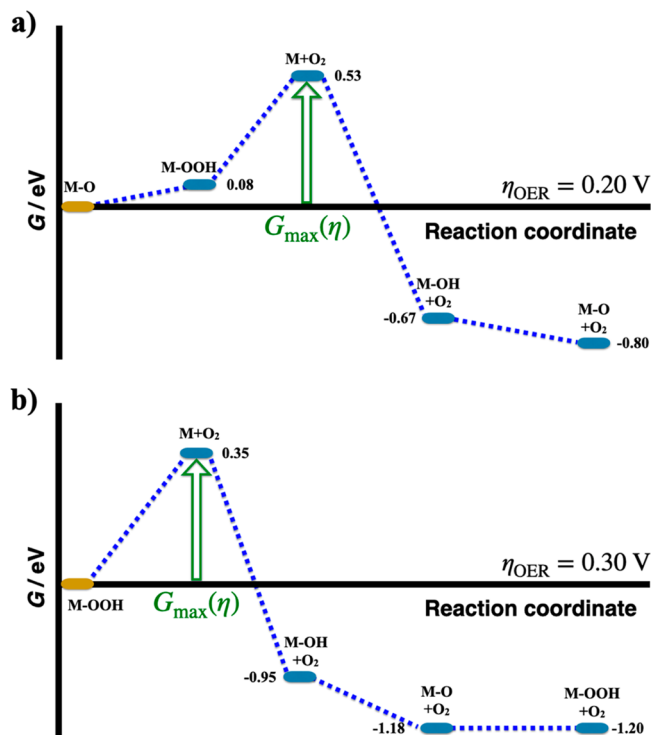 a)
G / eV
M-O
M-OOH
0.08
M+O₂
0.53
G_max(η)
η_OER = 0.20 V
Reaction coordinate
M-OH
+O₂
-0.67
M-O
+O₂
-0.80
b)
G / eV
M-OOH
M+O₂
0.35
G_max(η)
η_OER = 0.30 V
Reaction coordinate
M-OH
+O₂
-0.95
M-O
+O₂
-1.18
M-OOH
+O₂
-1.20